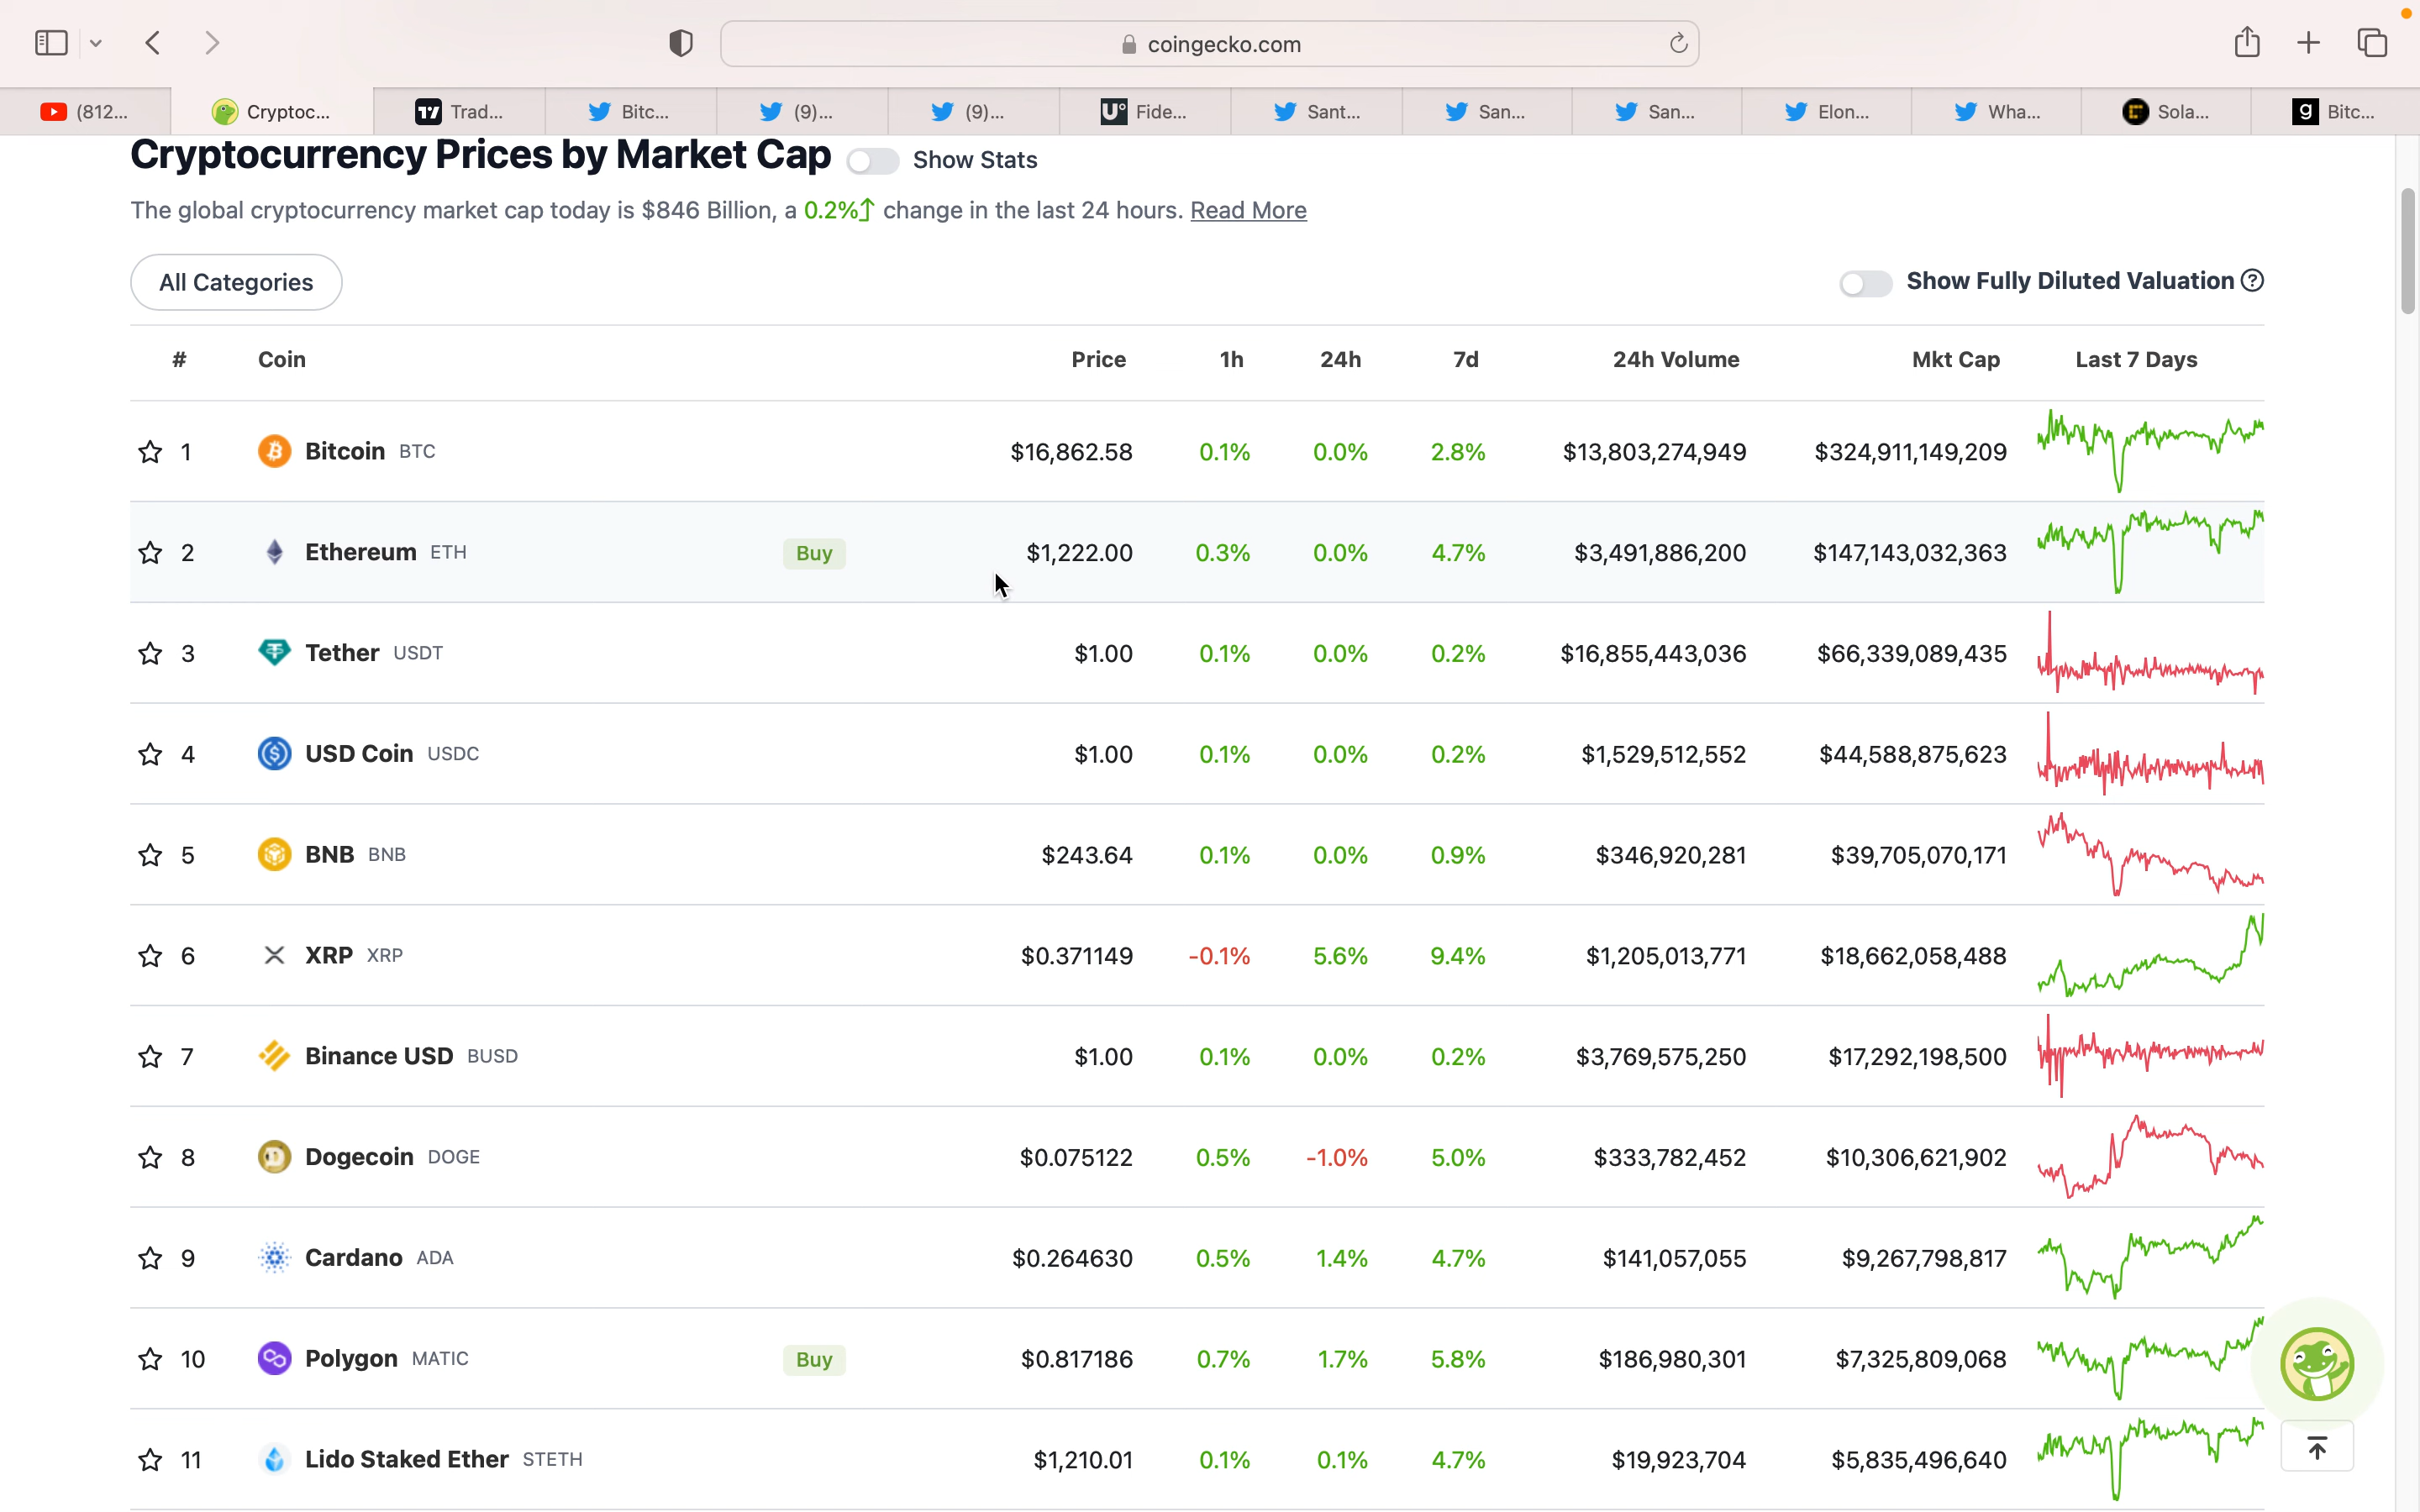 coingecko.com
(812...
Cryptoc...
Trad...
Bitc...
(9)...
(9)...
Fide...
Sant...
San...
San...
Elon...
Wha...
Sola...
Bitc...
Cryptocurrency Prices by Market Cap Show Stats
The global cryptocurrency market cap today is $846 Billion, a 0.2% change in the last 24 hours. Read More
All Categories Show Fully Diluted Valuation ?
# Coin Price 1h 24h 7d 24h Volume Mkt Cap Last 7 Days
1 Bitcoin BTC $16,862.58 0.1% 0.0% 2.8% $13,803,274,949 $324,911,149,209
2 Ethereum ETH Buy $1,222.00 0.3% 0.0% 4.7% $3,491,886,200 $147,143,032,363
3 Tether USDT $1.00 0.1% 0.0% 0.2% $16,855,443,036 $66,339,089,435
4 USD Coin USDC $1.00 0.1% 0.0% 0.2% $1,529,512,552 $44,588,875,623
5 BNB BNB $243.64 0.1% 0.0% 0.9% $346,920,281 $39,705,070,171
6 XRP XRP $0.371149 -0.1% 5.6% 9.4% $1,205,013,771 $18,662,058,488
7 Binance USD BUSD $1.00 0.1% 0.0% 0.2% $3,769,575,250 $17,292,198,500
8 Dogecoin DOGE $0.075122 0.5% -1.0% 5.0% $333,782,452 $10,306,621,902
9 Cardano ADA $0.264630 0.5% 1.4% 4.7% $141,057,055 $9,267,798,817
10 Polygon MATIC Buy $0.817186 0.7% 1.7% 5.8% $186,980,301 $7,325,809,068
11 Lido Staked Ether STETH $1,210.01 0.1% 0.1% 4.7% $19,923,704 $5,835,496,640